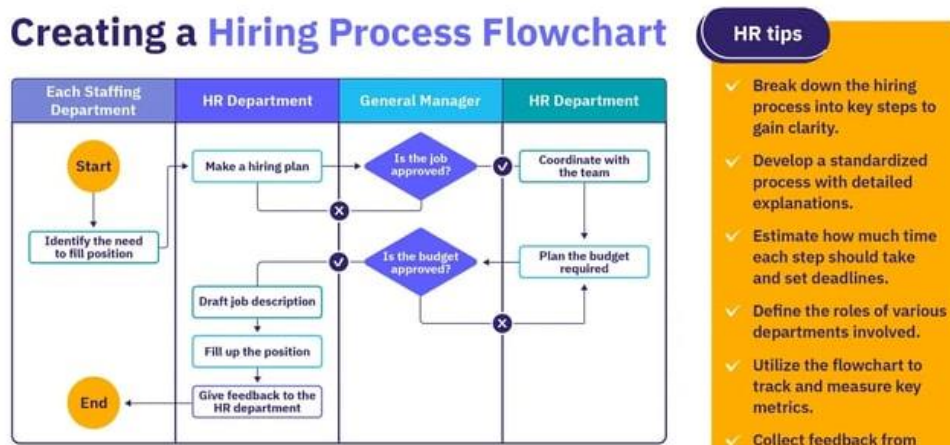 Creating a Hiring Process Flowchart
Each Staffing
Department
HR Department
General Manager
HR Department
Start
Identify the need
to fill position
Make a hiring plan
Is the job
approved?
Coordinate with
the team
Plan the budget
required
Is the budget
approved?
Draft job description
Fill up the position
Give feedback to the
HR department
End
HR tips
Break down the hiring
process into key steps to
gain clarity.
Develop a standardized
process with detailed
explanations.
Estimate how much time
each step should take
and set deadlines.
Define the roles of various
departments involved.
Utilize the flowchart to
track and measure key
metrics.
Collect feedback from